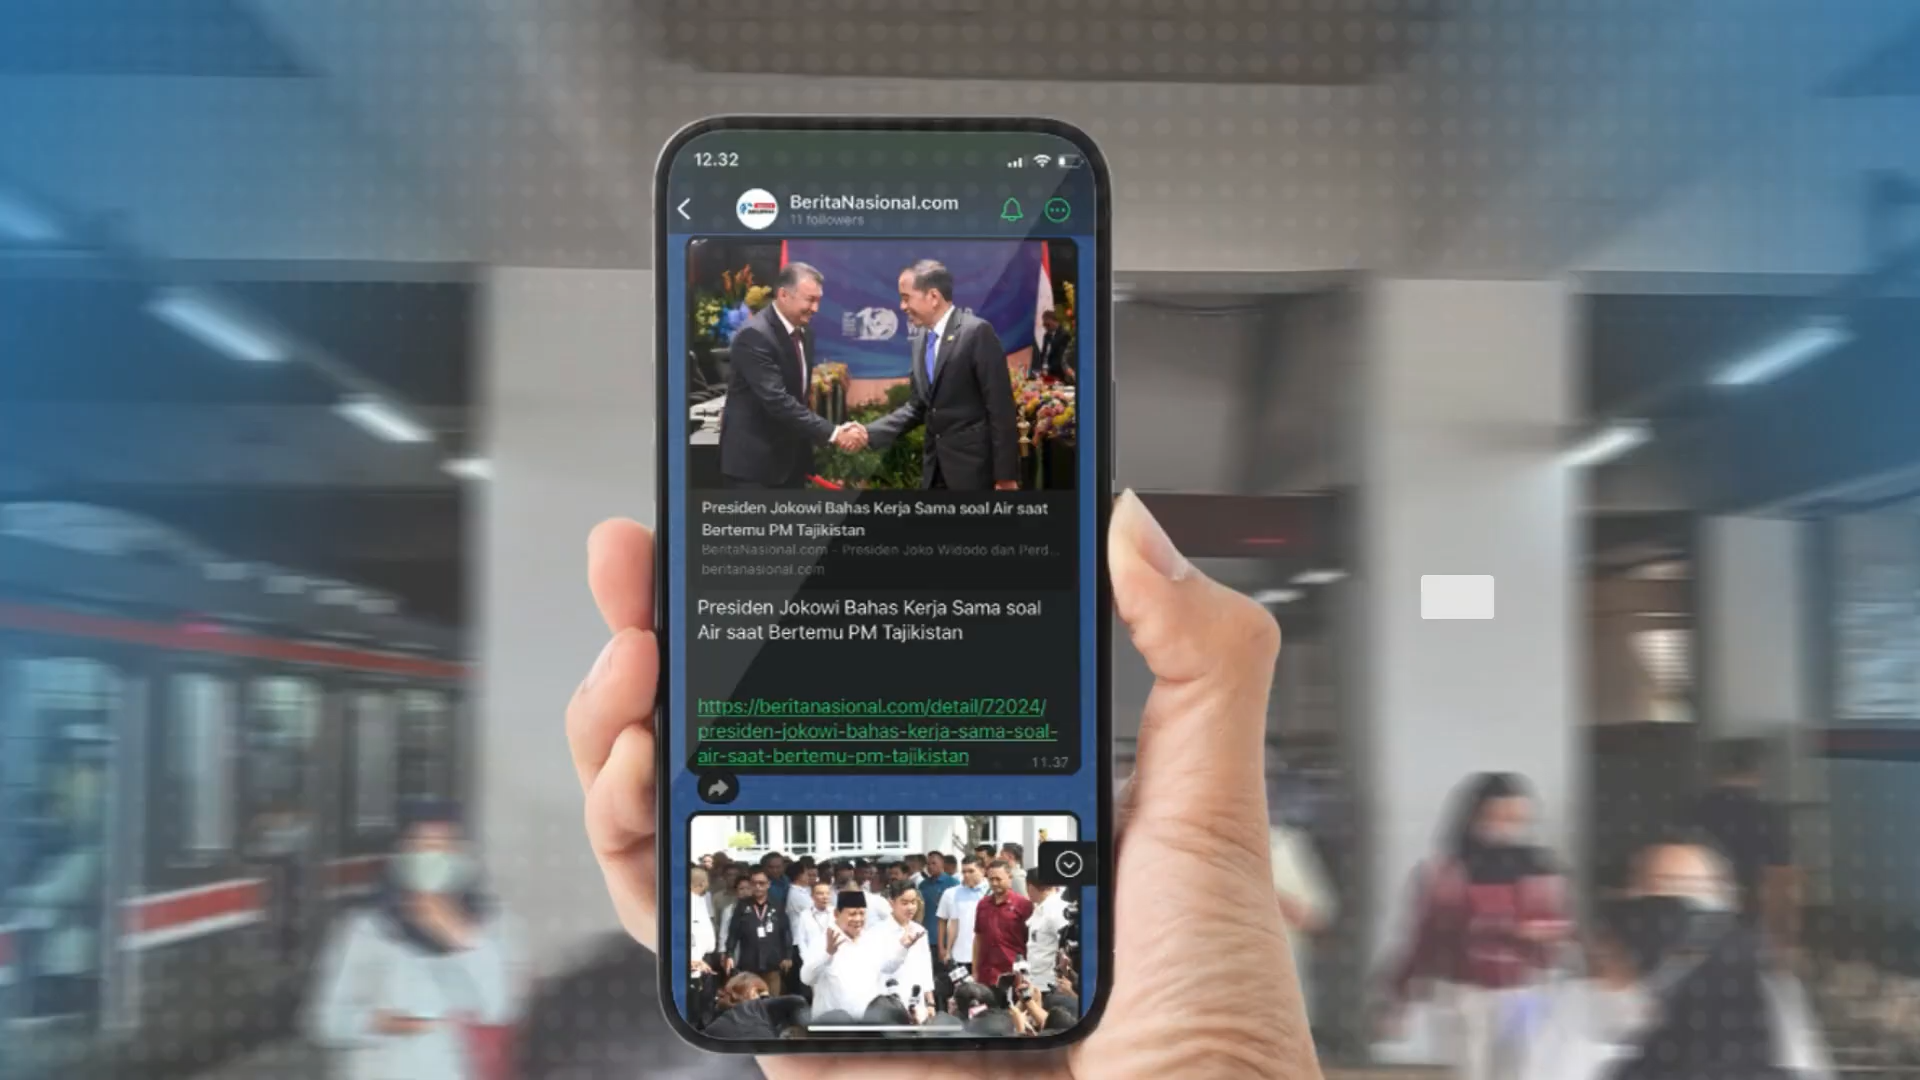 12.32
BeritaNasional.com
11 followers
10
Presiden Jokowi Bahas Kerja Sama soal Air saat
Bertemu PM Tajikistan
BeritaNasional.com - Presiden Joko Widodo dan Perd...
beritanasional.com
Presiden Jokowi Bahas Kerja Sama soal
Air saat Bertemu PM Tajikistan
https://beritanasional.com/detail/72024/
presiden-jokowi-bahas-kerja-sama-soal-
air-saat-bertemu-pm-tajikistan
11.37